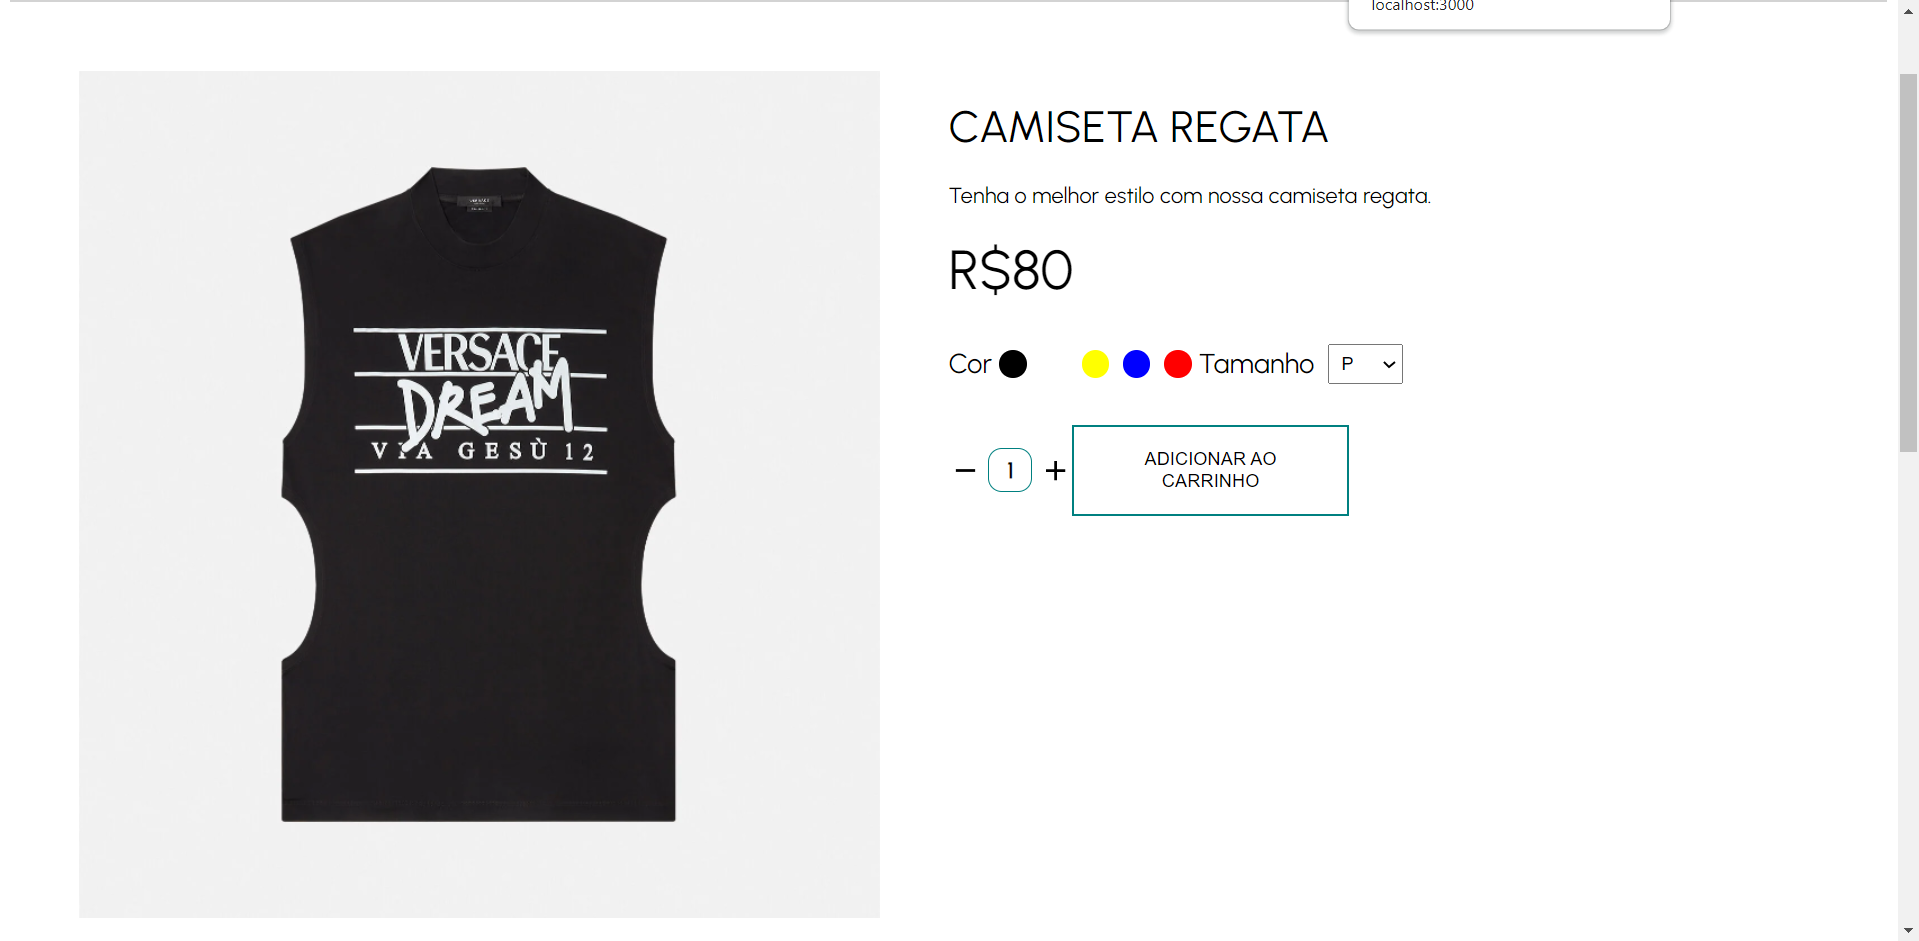 localhost:3000
CAMISETA REGATA
Tenha o melhor estilo com nossa camiseta regata.
R$80
Cor Tamanho P
1
ADICIONAR AO
CARRINHO
VERSACE
VERSACE
DREAM
VIA GESÙ 12